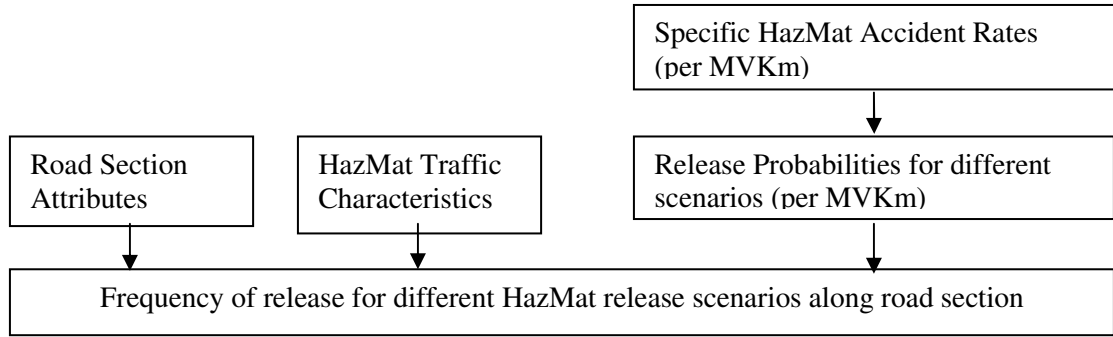 Specific HazMat Accident Rates
(per MVKm)
Road Section
Attributes
HazMat Traffic
Characteristics
Release Probabilities for different
scenarios (per MVKm)
Frequency of release for different HazMat release scenarios along road section